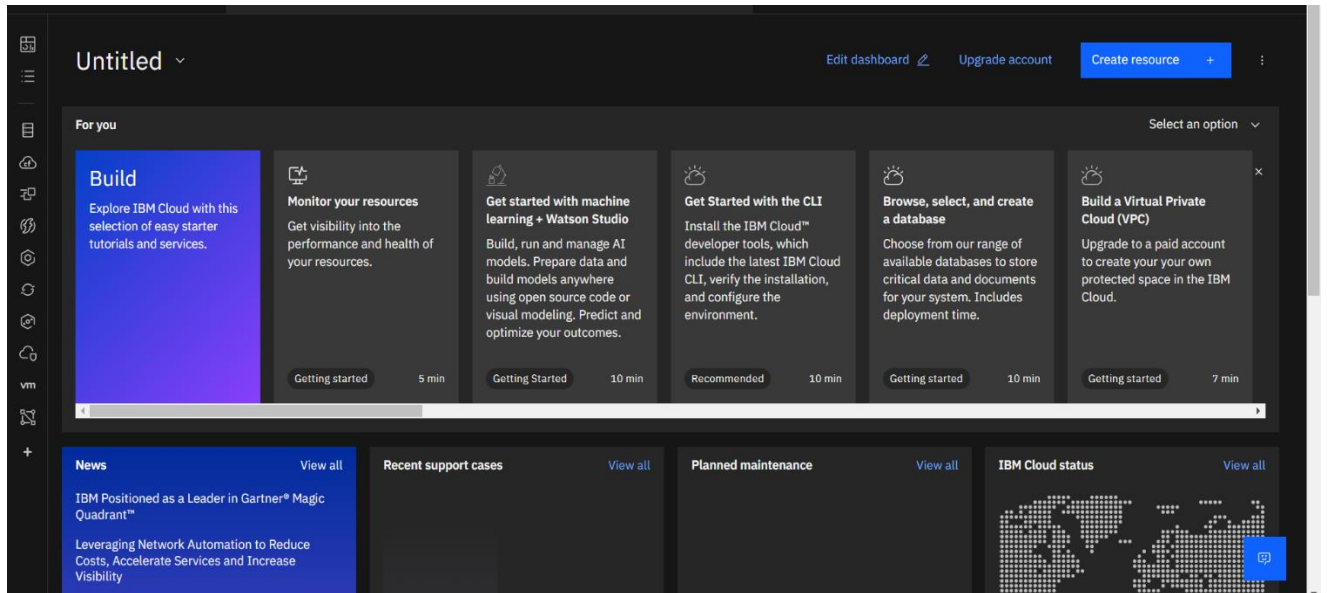 Untitled
Edit dashboard
Upgrade account
Create resource +
For you
Select an option
Build
Explore IBM Cloud with this
selection of easy starter
tutorials and services.
Monitor your resources
Get visibility into the
performance and health of
your resources.
Getting started
5 min
Get started with machine
learning + Watson Studio
Build, run and manage AI
models. Prepare data and
build models anywhere
using open source code or
visual modeling. Predict and
optimize your outcomes.
Getting Started
10 min
Get Started with the CLI
Install the IBM Cloud™
developer tools, which
include the latest IBM Cloud
CLI, verify the installation,
and configure the
environment.
Recommended
10 min
Browse, select, and create
a database
Choose from our range of
available databases to store
critical data and documents
for your system. Includes
deployment time.
Getting started
10 min
Build a Virtual Private
Cloud (VPC)
Upgrade to a paid account
to create your your own
protected space in the IBM
Cloud.
Getting started
7 min
vm
News
View all
IBM Positioned as a Leader in Gartner® Magic
Quadrant™
Leveraging Network Automation to Reduce
Costs, Accelerate Services and Increase
Visibility
Recent support cases
View all
Planned maintenance
View all
IBM Cloud status
View all